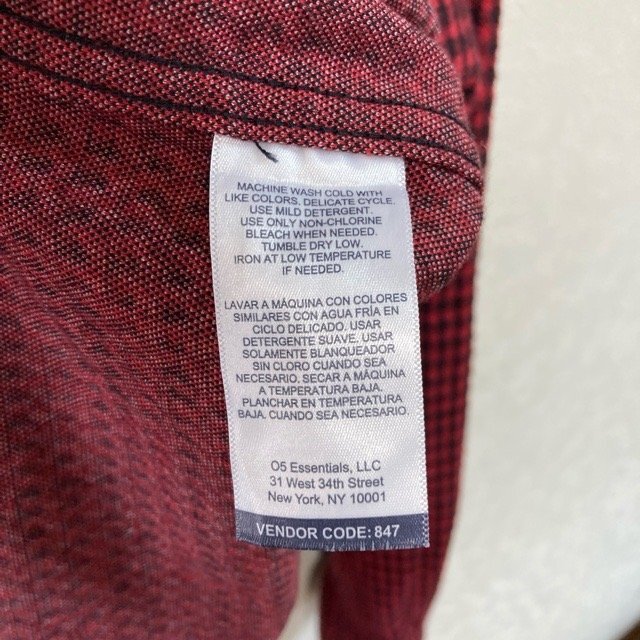 MACHINE WASH COLD WITH
LIKE COLORS. DELICATE CYCLE.
USE MILD DETERGENT.
USE ONLY NON-CHLORINE
BLEACH WHEN NEEDED.
TUMBLE DRY LOW.
IRON AT LOW TEMPERATURE
IF NEEDED.
LAVAR A MÁQUINA CON COLORES
SIMILARES CON AGUA FRÍA EN
CICLO DELICADO. USAR
DETERGENTE SUAVE. USAR
SOLAMENTE BLANQUEADOR
SIN CLORO CUANDO SEA
NECESARIO. SECAR A MÁQUINA
A TEMPERATURA BAJA.
PLANCHAR EN TEMPERATURA
BAJA. CUANDO SEA NECESARIO.
O5 Essentials, LLC
31 West 34th Street
New York, NY 10001
VENDOR CODE: 847